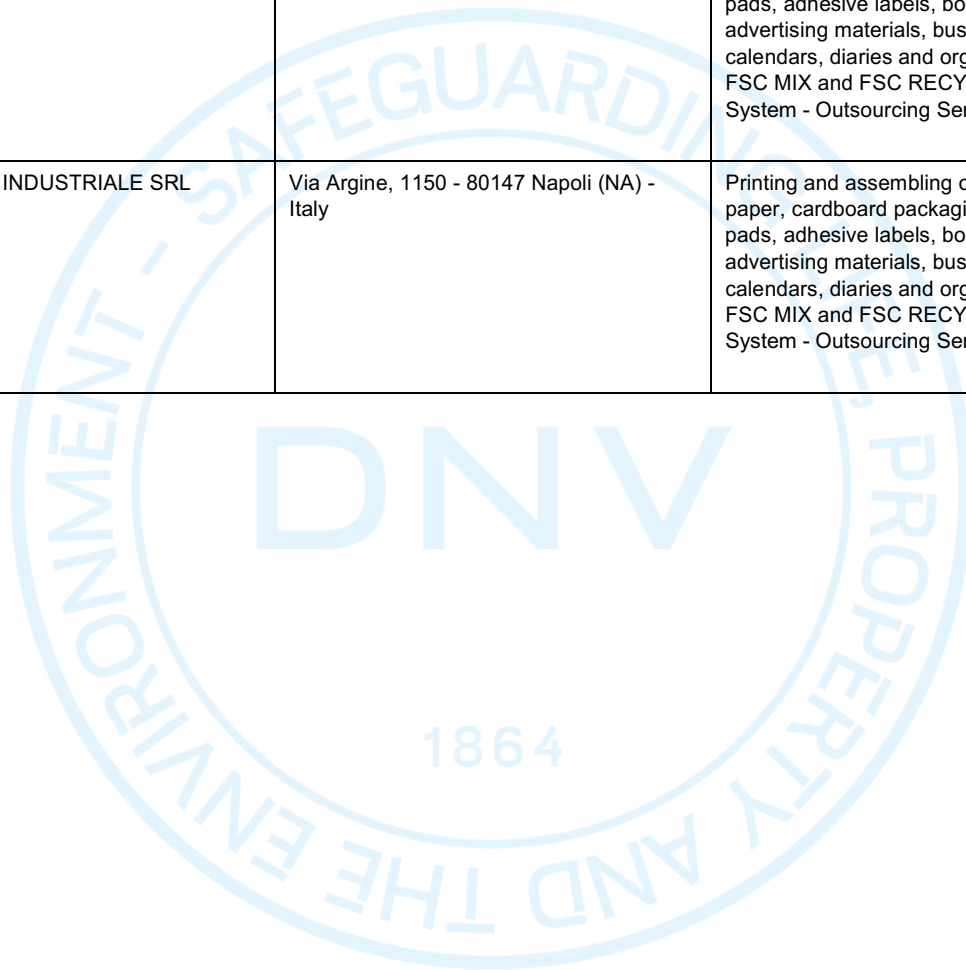 pads, adhesive labels, bo
advertising materials, bus
calendars, diaries and org
FSC MIX and FSC RECY
System - Outsourcing Ser
INDUSTRIALE SRL
Via Argine, 1150 - 80147 Napoli (NA) -
Italy
Printing and assembling o
paper, cardboard packagi
pads, adhesive labels, bo
advertising materials, bus
calendars, diaries and org
FSC MIX and FSC RECY
System - Outsourcing Ser
SAFEGUARDING LIFE, PROPERTY AND THE ENVIRONMENT -
DNV
1864